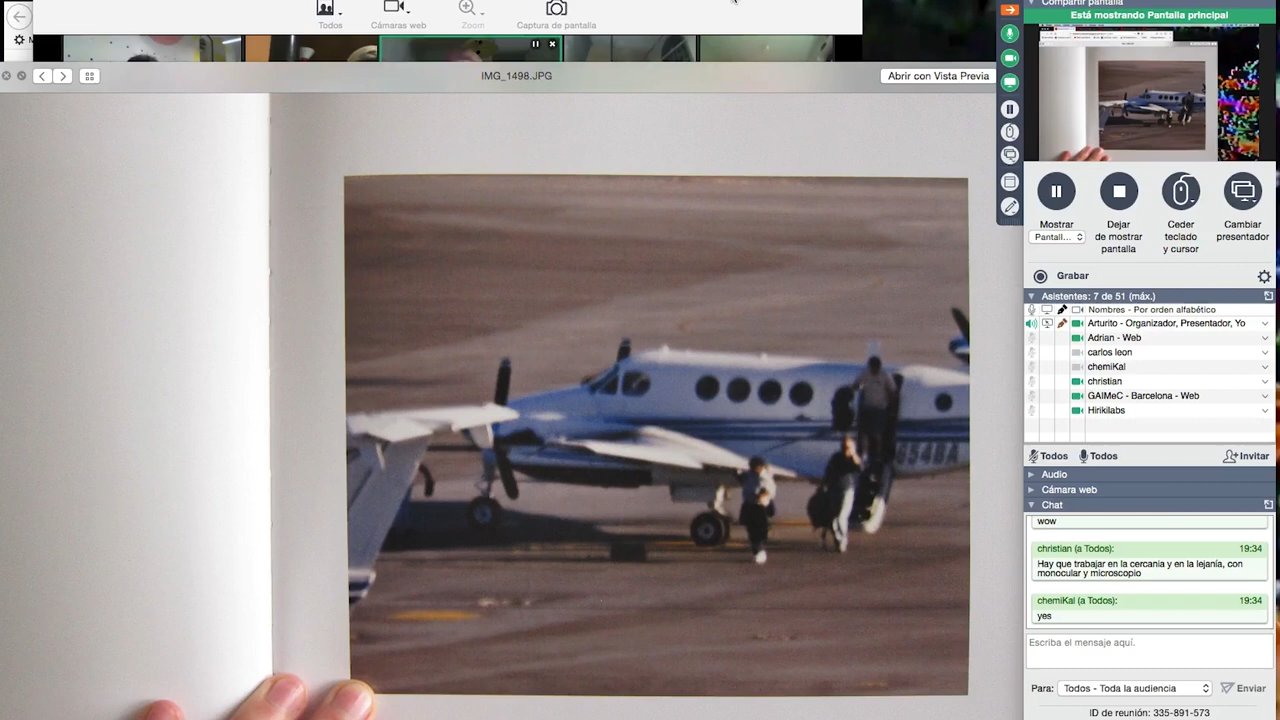 Todos
Cámaras web
Zoom
Captura de pantalla
IMG_1498.JPG
Abrir con Vista Previa
N654BA
Compartir pantalla
Está mostrando Pantalla principal
Mostrar
Pantall...
Dejar
de mostrar
pantalla
Ceder
teclado
y cursor
Cambiar
presentador
Grabar
Asistentes: 7 de 51 (máx.)
Nombres - Por orden alfabético
Arturito - Organizador, Presentador, Yo
Adrian - Web
carlos leon
chemiKal
christian
GAIMeC - Barcelona - Web
Hirikilabs
Todos
Todos
Invitar
Audio
Cámara web
Chat
wow
christian (a Todos): 19:34
Hay que trabajar en la cercania y en la lejanía, con
monocular y microscopio
chemiKal (a Todos): 19:34
yes
Escriba el mensaje aquí.
Para: Todos - Toda la audiencia
Enviar
ID de reunión: 335-891-573